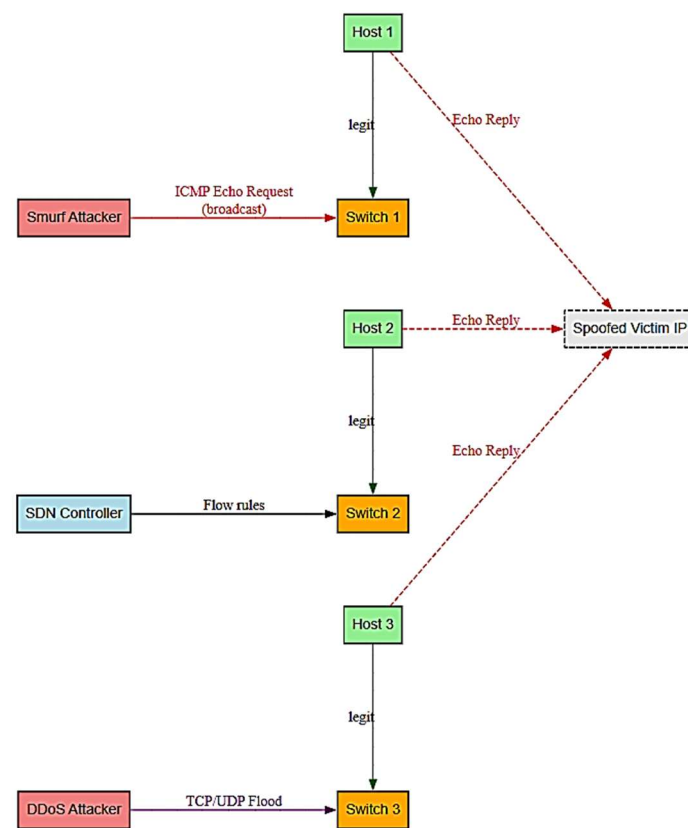 Host 1
legit
Echo Reply
ICMP Echo Request
(broadcast)
Smurf Attacker
Switch 1
Host 2
Echo Reply
Spoofed Victim IP
legit
Echo Reply
SDN Controller
Flow rules
Switch 2
Host 3
legit
DDoS Attacker
TCP/UDP Flood
Switch 3